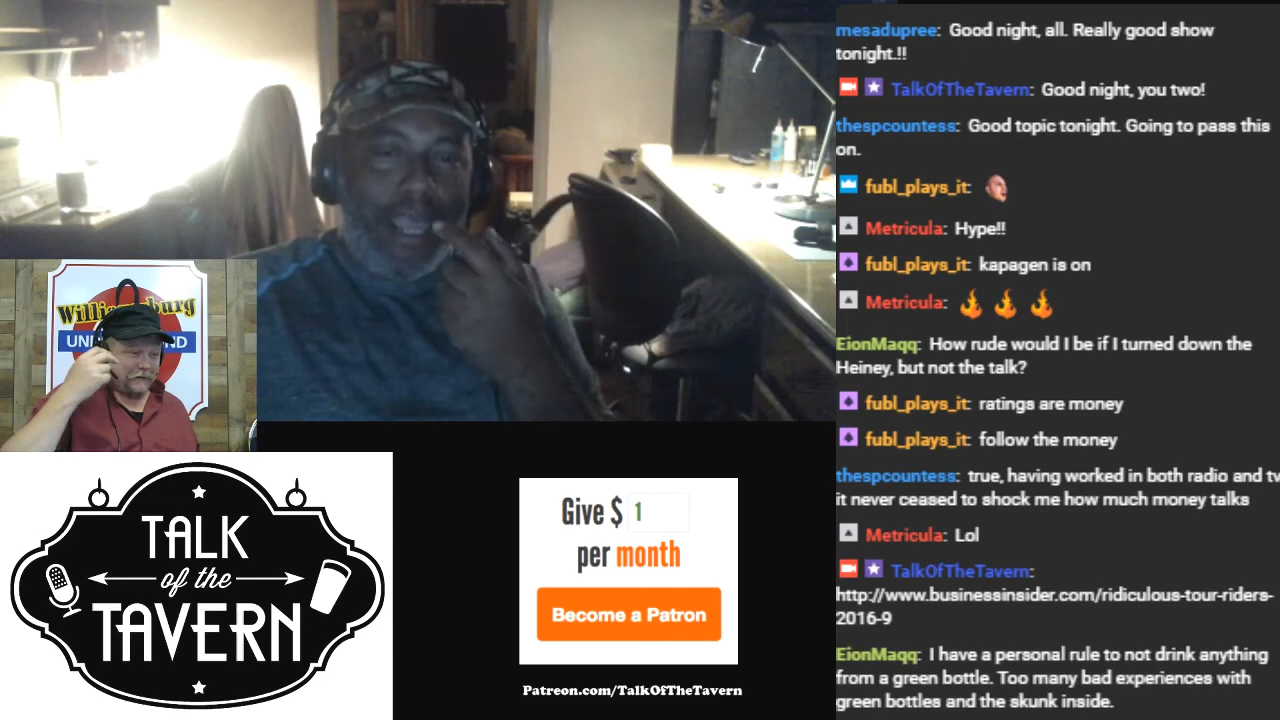 mesadupree: Good night, all. Really good show
tonight.!!
TalkOfTheTavern: Good night, you two!
thespcountess: Good topic tonight. Going to pass this
on.
fubl_plays_it:
Metricula: Hype!!
fubl_plays_it: kapagen is on
Metricula:
EionMaqq: How rude would I be if I turned down the
Heiney, but not the talk?
fubl_plays_it: ratings are money
fubl_plays_it: follow the money
thespcountess: true, having worked in both radio and tv
it never ceased to shock me how much money talks
Metricula: Lol
TalkOfTheTavern:
http://www.businessinsider.com/ridiculous-tour-riders-
2016-9
EionMaqq: I have a personal rule to not drink anything
from a green bottle. Too many bad experiences with
green bottles and the skunk inside.
TALK
of the
TAVERN
Give $ 1
per month
Become a Patron
Patreon.com/TalkOfTheTavern